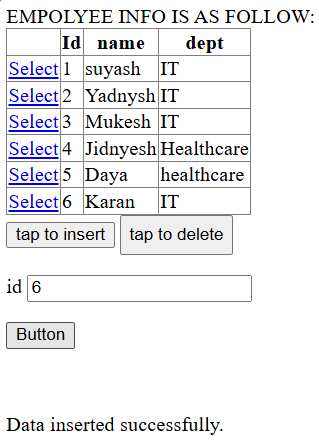 EMPOLYEE INFO IS AS FOLLOW:
Id name dept
Select 1 suyash IT
Select 2 Yadnysh IT
Select 3 Mukesh IT
Select 4 Jidnyesh Healthcare
Select 5 Daya healthcare
Select 6 Karan IT
tap to insert tap to delete
id 6
Button
Data inserted successfully.